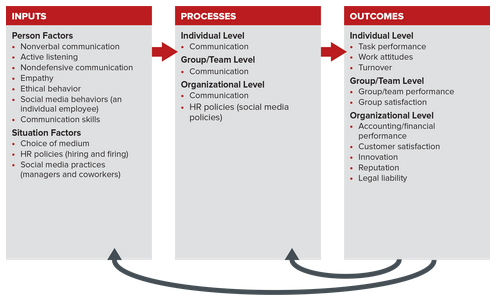 INPUTS
Person Factors
• Nonverbal communication
• Active listening
• Nondefensive communication
• Empathy
• Ethical behavior
• Social media behaviors (an
individual employee)
• Communication skills
Situation Factors
• Choice of medium
• HR policies (hiring and firing)
• Social media practices
(managers and coworkers)
PROCESSES
Individual Level
• Communication
Group/Team Level
• Communication
Organizational Level
• Communication
• HR policies (social media
policies)
OUTCOMES
Individual Level
• Task performance
• Work attitudes
• Turnover
Group/Team Level
• Group/team performance
• Group satisfaction
Organizational Level
• Accounting/financial
performance
• Customer satisfaction
• Innovation
• Reputation
• Legal liability